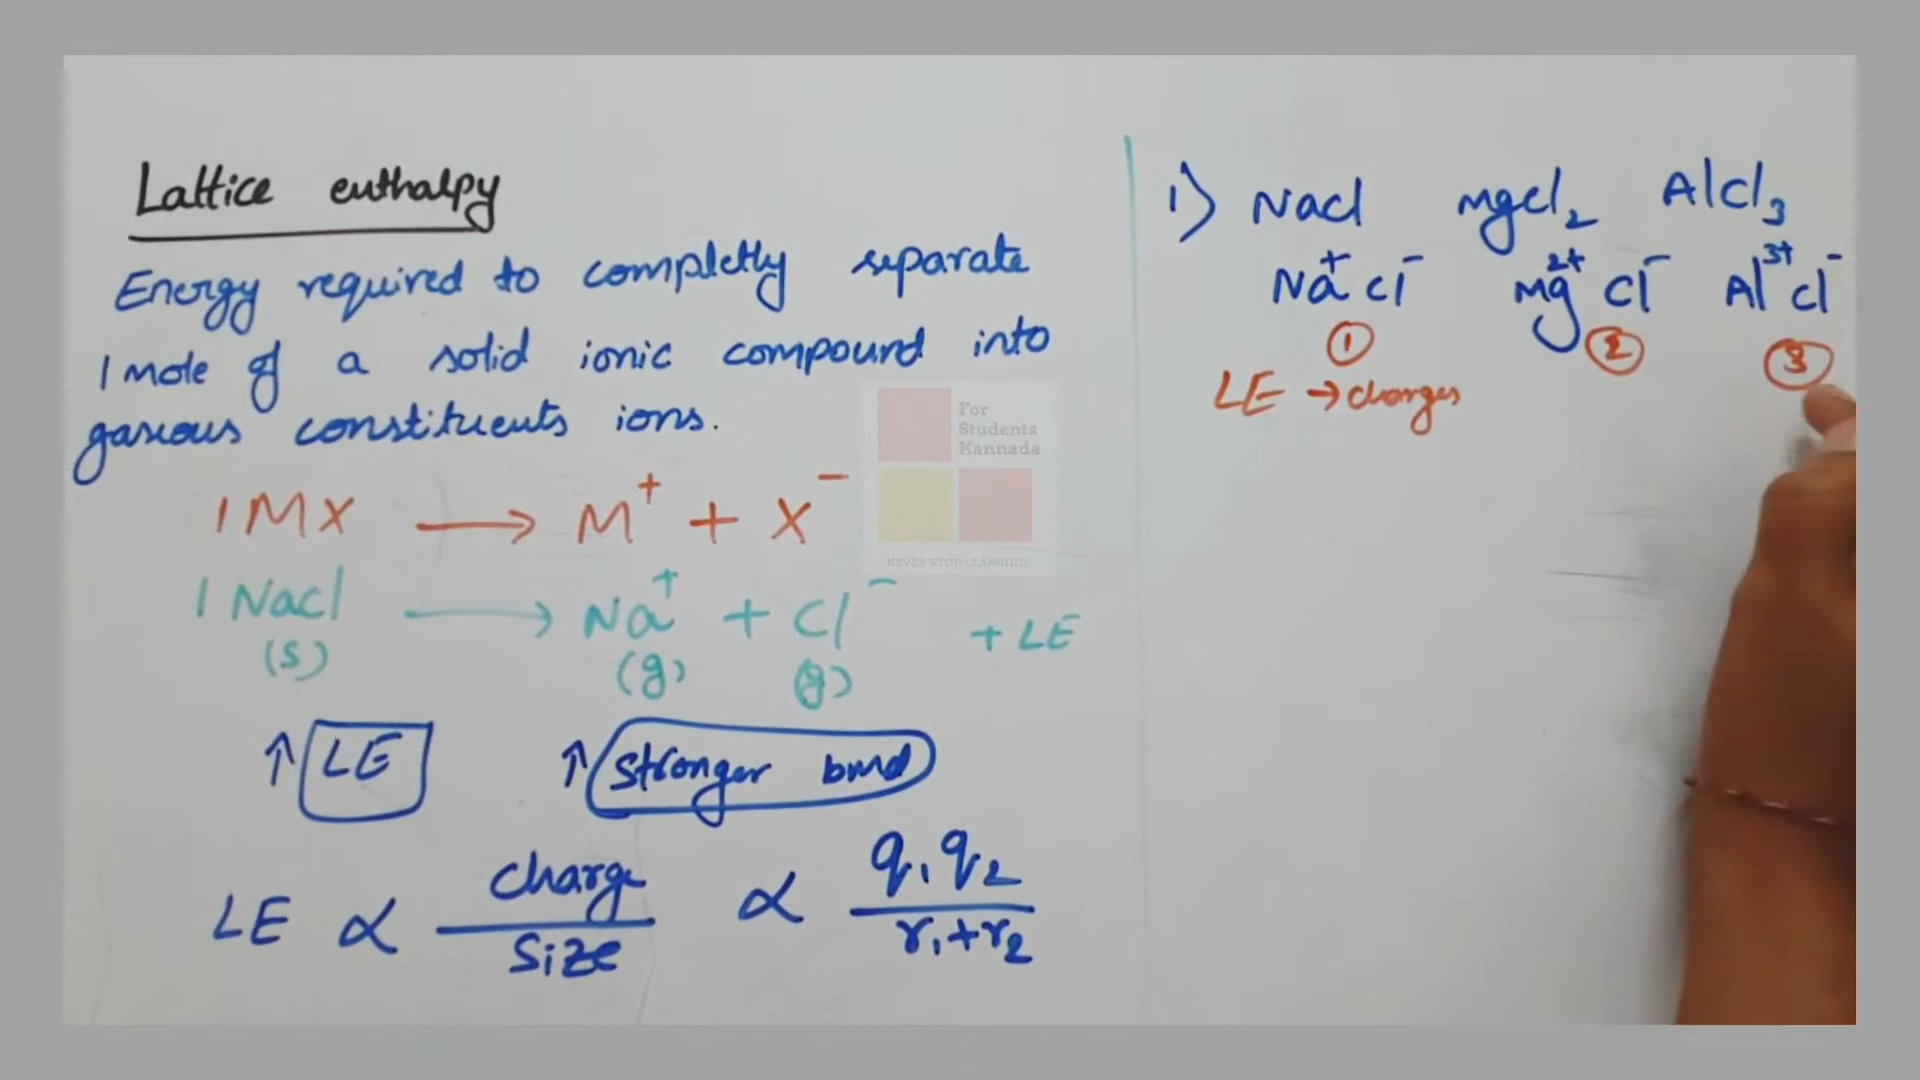 Lattice enthalpy
Energy required to completly separate
1 mole of a solid ionic compound into
gaseous constituents ions.
1 MX → M⁺ + X⁻
1 Nacl → Na⁺ + Cl⁻ + LE
(s) (g) (g)
↑ LE ↑ stronger bond
LE ∝ charge / size ∝ q₁q₂ / r₁+r₂
For
Students
Kannada
NEVER STOP LEARNING
1) Nacl mgcl₂ AlCl₃
Na⁺ cl⁻ Mg²⁺ Cl⁻ Al³⁺ cl⁻
1 2 3
LE → charges